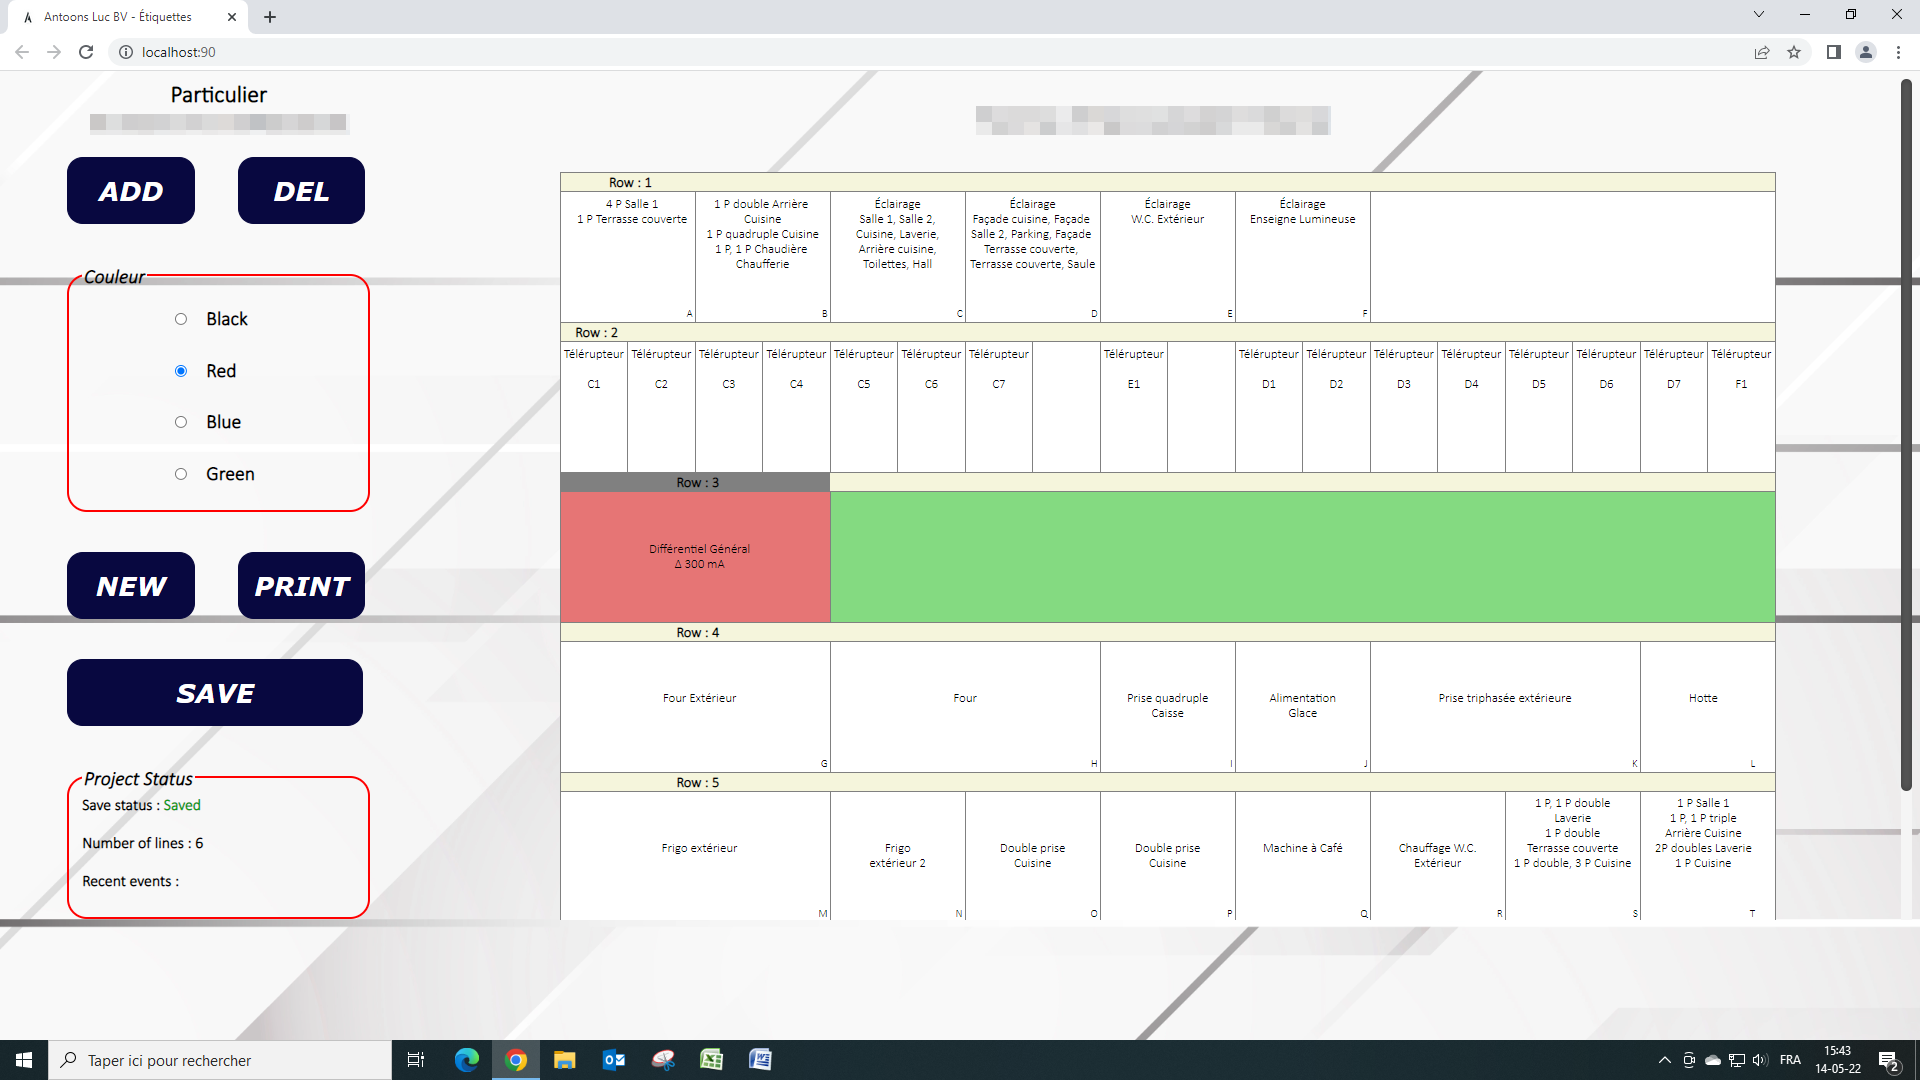 Antoons Luc BV - Étiquettes
localhost:90
Particulier
ADD
DEL
Couleur
Black
Red
Blue
Green
NEW
PRINT
SAVE
Project Status
Save status : Saved
Number of lines : 6
Recent events :
Row : 1
4 P Salle 1
1 P Terrasse couverte
A
1 P double Arrière
Cuisine
1 P quadruple Cuisine
1 P, 1 P Chaudière
Chaufferie
B
Éclairage
Salle 1, Salle 2,
Cuisine, Laverie,
Arrière cuisine,
Toilettes, Hall
C
Éclairage
Façade cuisine, Façade
Salle 2, Parking, Façade
Terrasse couverte,
Terrasse couverte, Saule
D
Éclairage
W.C. Extérieur
E
Éclairage
Enseigne Lumineuse
F
Row : 2
Télérupteur
C1
Télérupteur
C2
Télérupteur
C3
Télérupteur
C4
Télérupteur
C5
Télérupteur
C6
Télérupteur
C7
Télérupteur
E1
Télérupteur
D1
Télérupteur
D2
Télérupteur
D3
Télérupteur
D4
Télérupteur
D5
Télérupteur
D6
Télérupteur
D7
Télérupteur
F1
Row : 3
Différentiel Général
Δ 300 mA
Row : 4
Four Extérieur
G
Four
H
Prise quadruple
Caisse
I
Alimentation
Glace
J
Prise triphasée extérieure
K
Hotte
L
Row : 5
Frigo extérieur
M
Frigo
extérieur 2
N
Double prise
Cuisine
O
Double prise
Cuisine
P
Machine à Café
Q
Chauffage W.C.
Extérieur
R
1 P, 1 P double
Laverie
1 P double
Terrasse couverte
1 P double, 3 P Cuisine
S
1 P Salle 1
1 P, 1 P triple
Arrière Cuisine
2P doubles Laverie
1 P Cuisine
T
Taper ici pour rechercher
FRA
15:43
14-05-22
2